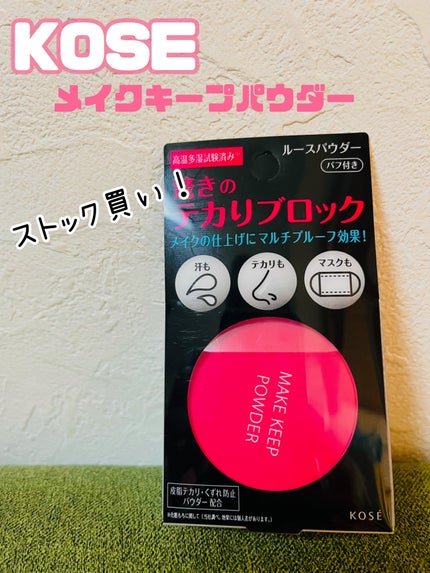 KOSE
メイクキープパウダー
ストック買い！
高温多湿試験済み
ルースパウダー
パフ付き
きの
テカリブロック
メイクの仕上げにマルチプルーフ効果!
汗も
テカリも
マスクも
MAKE KEEP
POWDER
皮脂テカリ・くずれ防止
パウダー 配合
KOSÉ